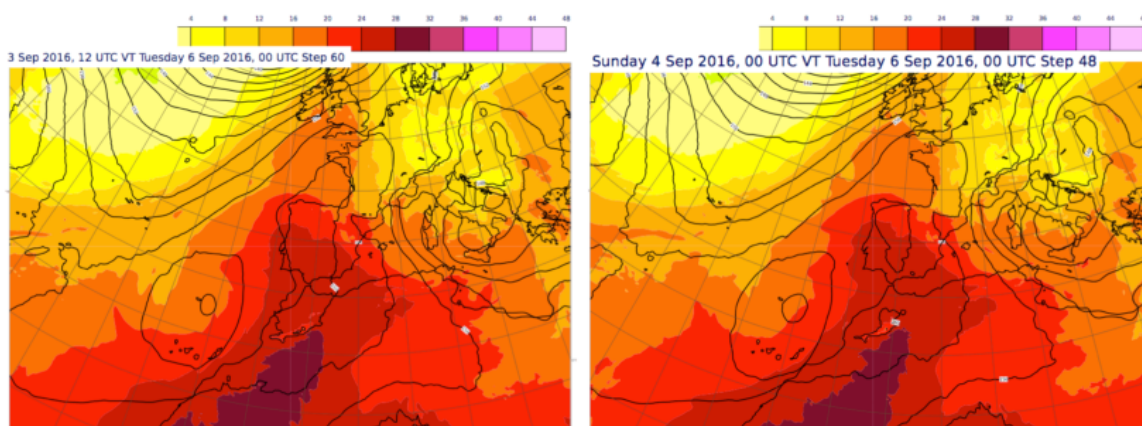 4 8 12 16 20 24 28 32 36 40 44 48
4 8 12 16 20 24 28 32 36 40 44 48
3 Sep 2016, 12 UTC VT Tuesday 6 Sep 2016, 00 UTC Step 60
Sunday 4 Sep 2016, 00 UTC VT Tuesday 6 Sep 2016, 00 UTC Step 48